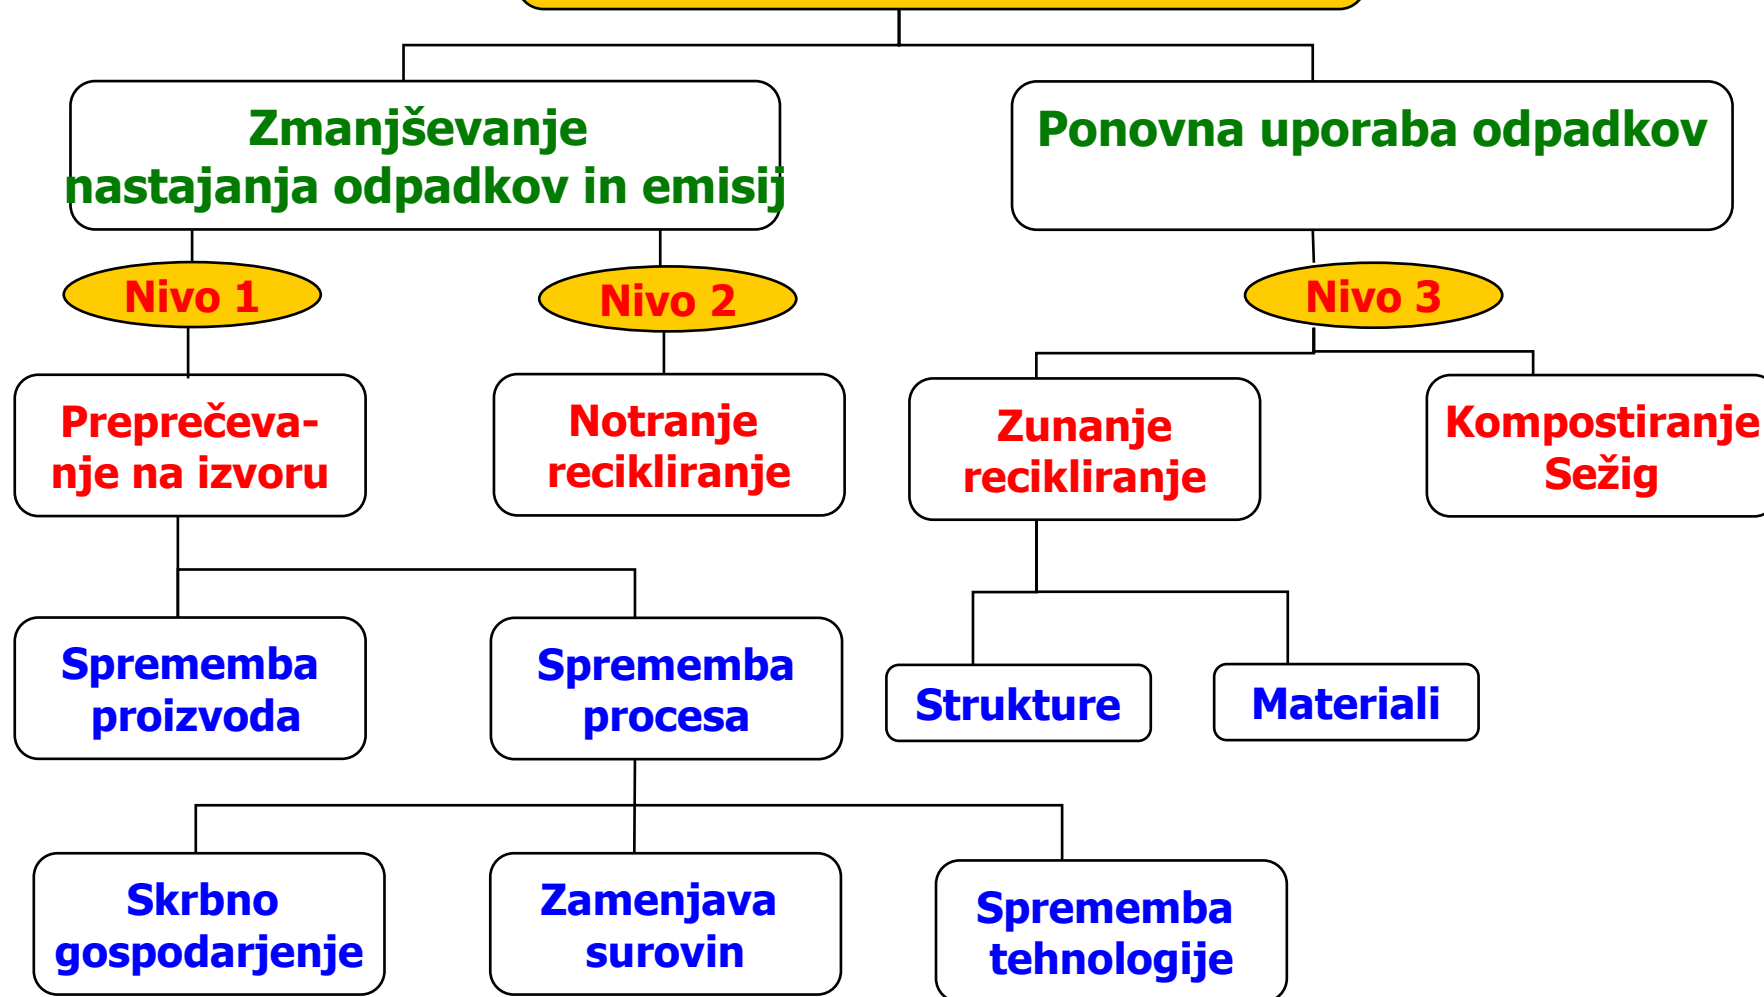 Zmanjševanje
nastajanja odpadkov in emisij
Ponovna uporaba odpadkov
Nivo 1
Nivo 2
Nivo 3
Preprečeva-
nje na izvoru
Notranje
recikliranje
Zunanje
recikliranje
Kompostiranje
Sežig
Sprememba
proizvoda
Sprememba
procesa
Strukture
Materiali
Skrbno
gospodarjenje
Zamenjava
surovin
Sprememba
tehnologije